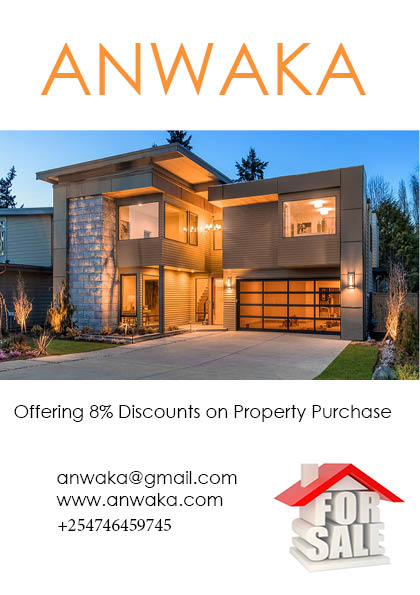 ANWAKA
Offering 8% Discounts on Property Purchase
anwaka@gmail.com
www.anwaka.com
+254746459745
FOR
SALE